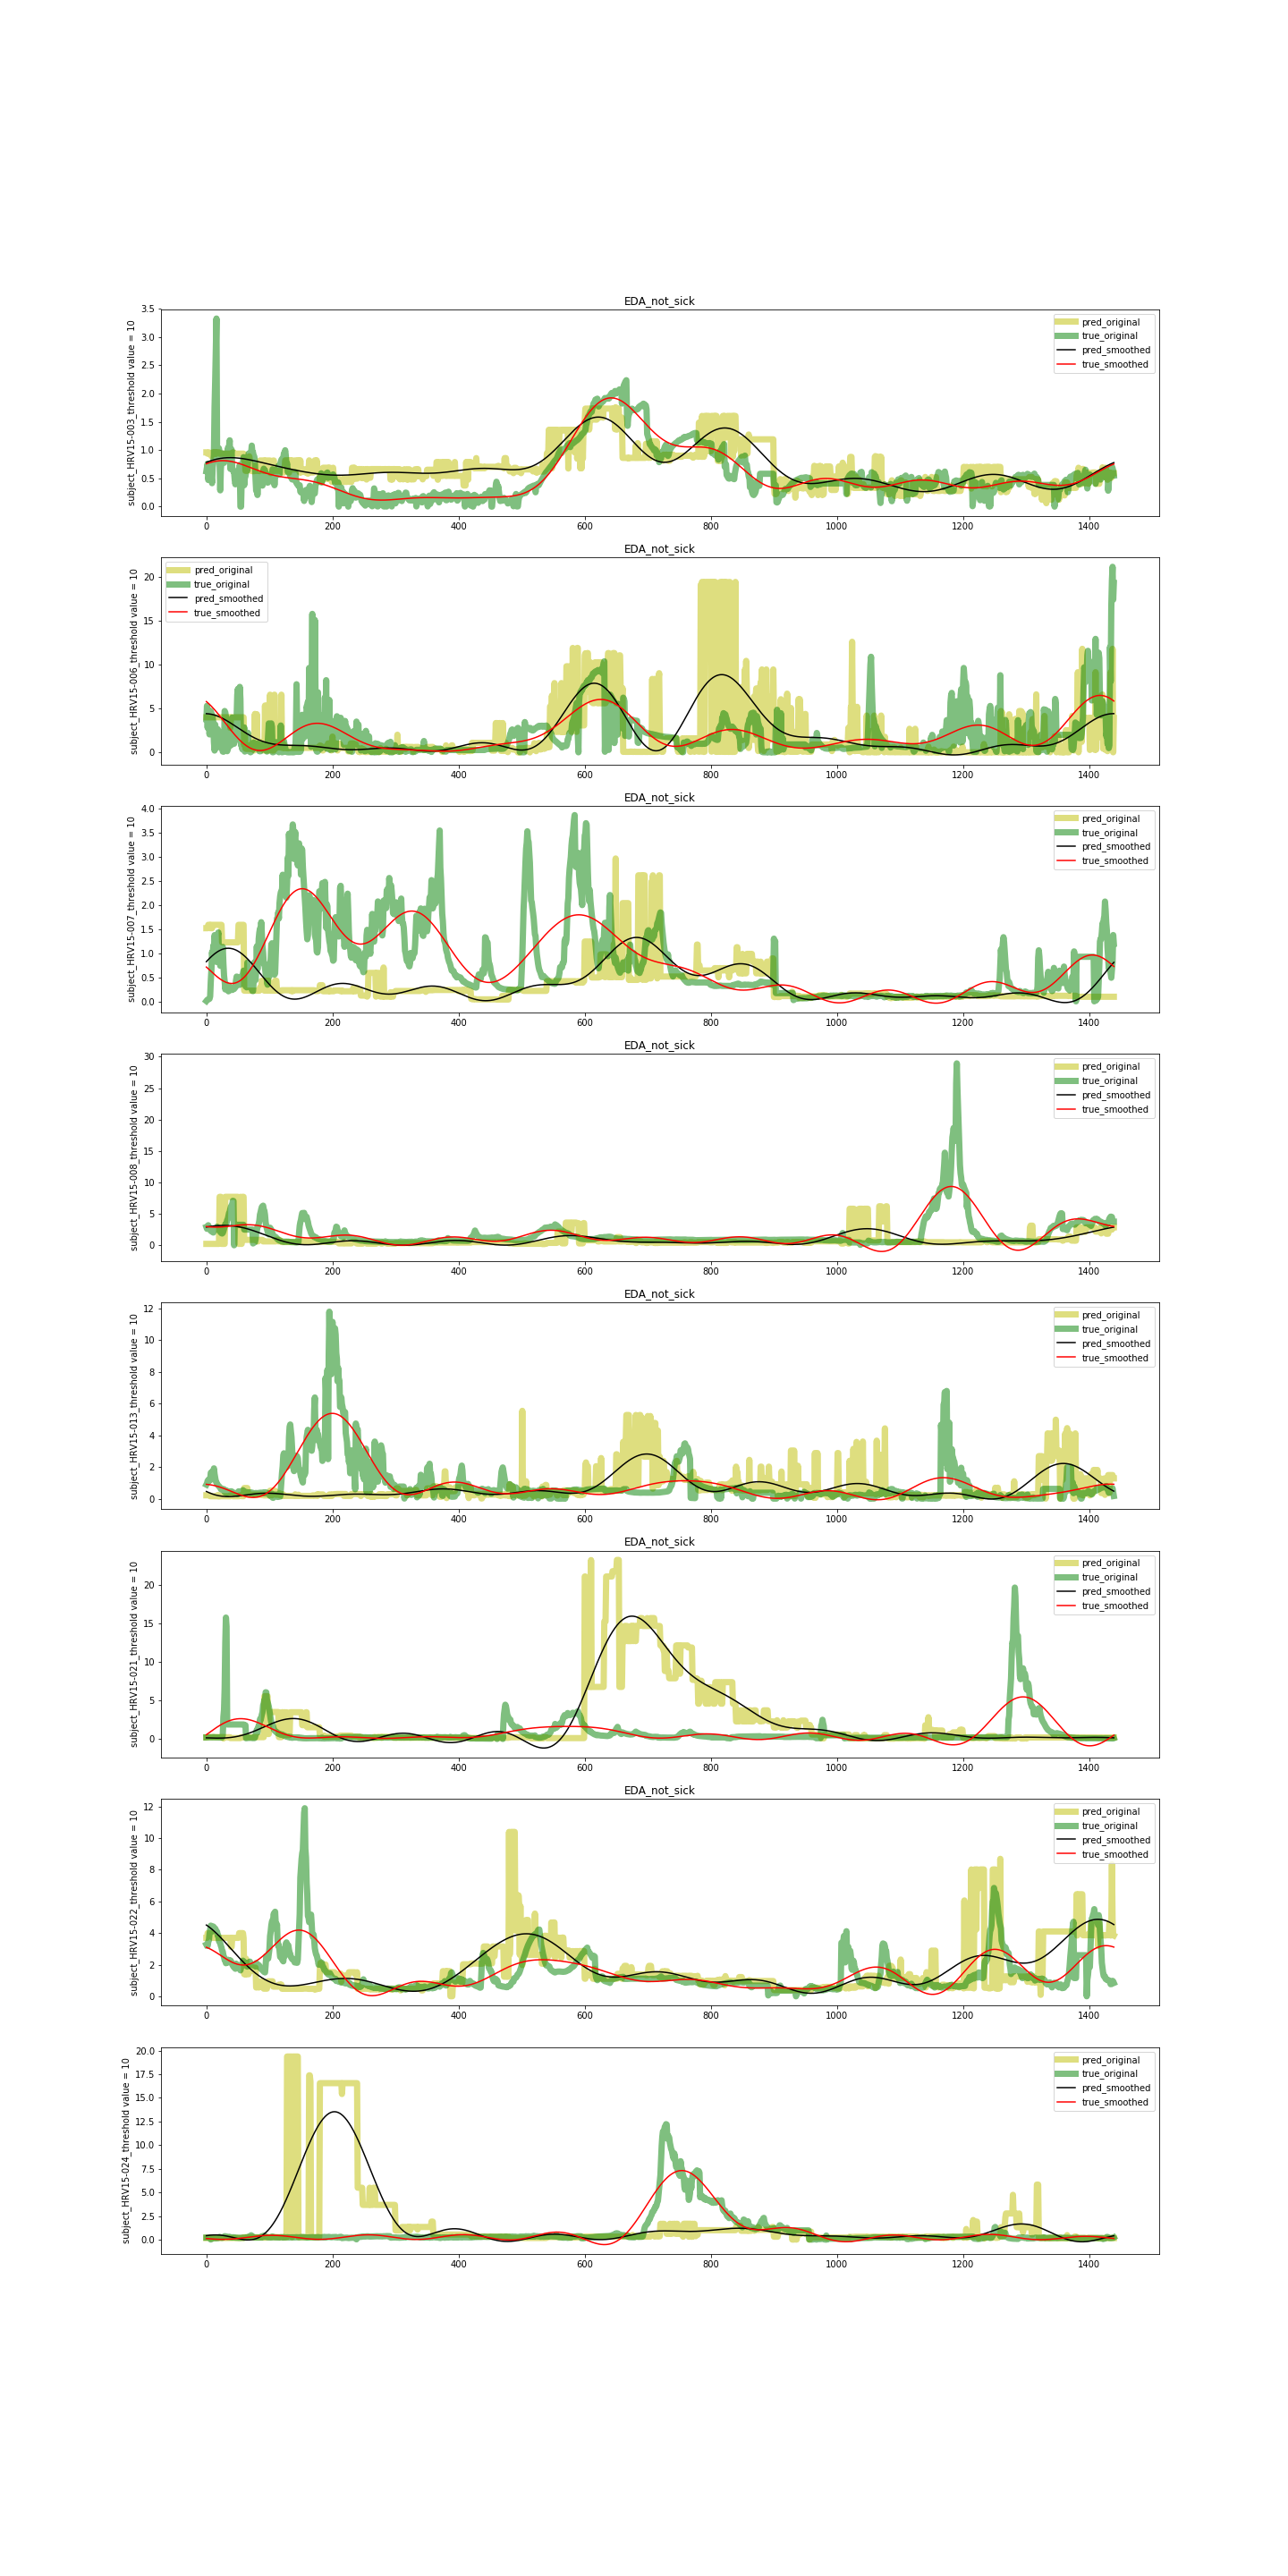 EDA_not_sick
subject_HRV15-003_threshold value = 10
3.5
3.0
2.5
2.0
1.5
1.0
0.5
0.0
pred_original
true_original
pred_smoothed
true_smoothed
0 200 400 600 800 1000 1200 1400
EDA_not_sick
subject_HRV15-006_threshold value = 10
20
15
10
5
0
pred_original
true_original
pred_smoothed
true_smoothed
0 200 400 600 800 1000 1200 1400
EDA_not_sick
subject_HRV15-007_threshold value = 10
4.0
3.5
3.0
2.5
2.0
1.5
1.0
0.5
0.0
pred_original
true_original
pred_smoothed
true_smoothed
0 200 400 600 800 1000 1200 1400
EDA_not_sick
subject_HRV15-008_threshold value = 10
30
25
20
15
10
5
0
pred_original
true_original
pred_smoothed
true_smoothed
0 200 400 600 800 1000 1200 1400
EDA_not_sick
subject_HRV15-013_threshold value = 10
12
10
8
6
4
2
0
pred_original
true_original
pred_smoothed
true_smoothed
0 200 400 600 800 1000 1200 1400
EDA_not_sick
subject_HRV15-021_threshold value = 10
20
15
10
5
0
pred_original
true_original
pred_smoothed
true_smoothed
0 200 400 600 800 1000 1200 1400
EDA_not_sick
subject_HRV15-022_threshold value = 10
12
10
8
6
4
2
0
pred_original
true_original
pred_smoothed
true_smoothed
0 200 400 600 800 1000 1200 1400
subject_HRV15-024_threshold value = 10
20.0
17.5
15.0
12.5
10.0
7.5
5.0
2.5
0.0
pred_original
true_original
pred_smoothed
true_smoothed
0 200 400 600 800 1000 1200 1400